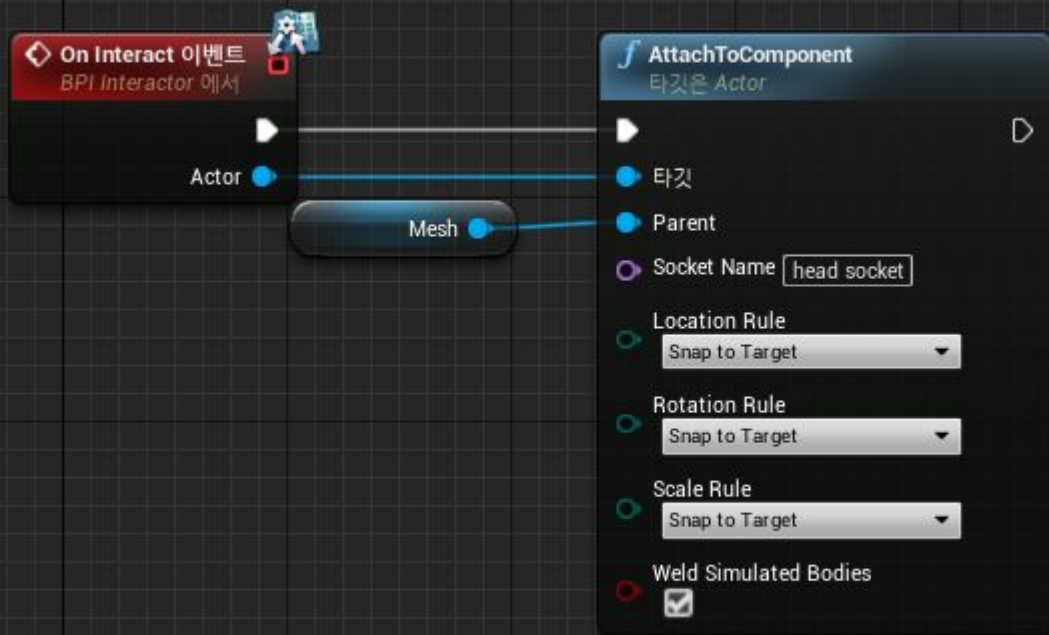 On Interact 이벤트
BPI Interactor 에서
Actor
Mesh
f AttachToComponent
타깃은 Actor
타깃
Parent
Socket Name head socket
Location Rule
Snap to Target
Rotation Rule
Snap to Target
Scale Rule
Snap to Target
Weld Simulated Bodies